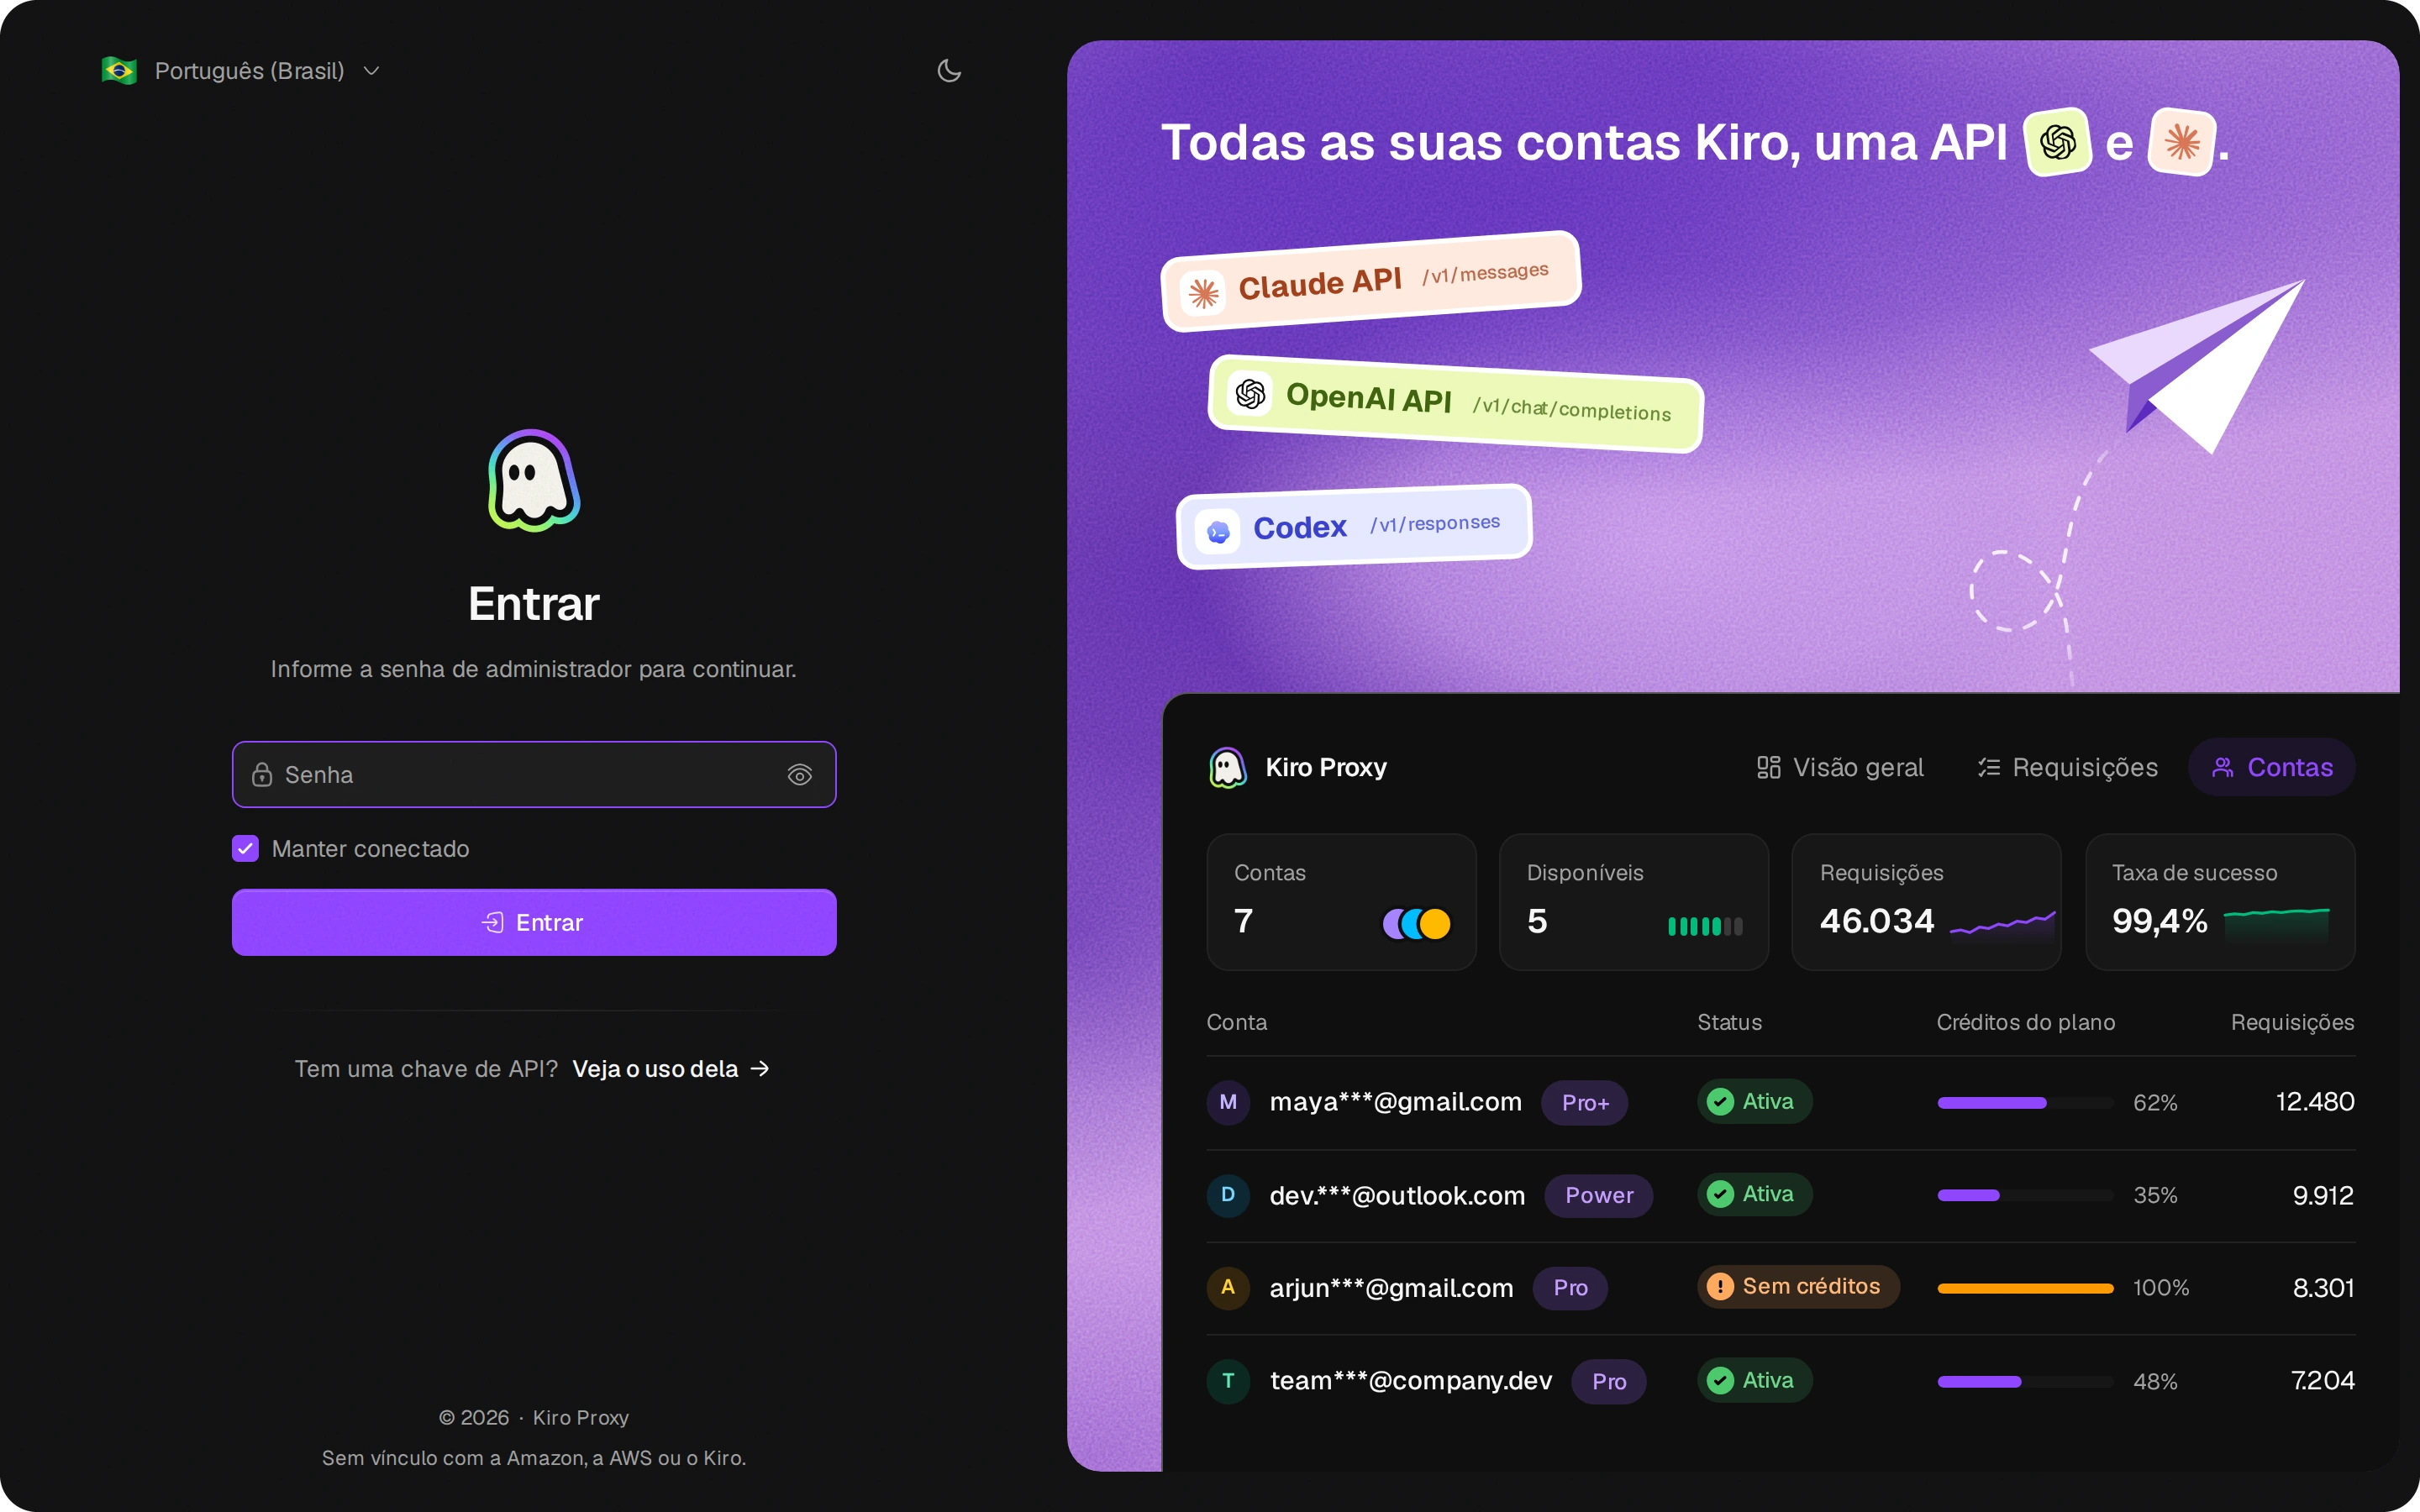 Português (Brasil)
Entrar
Informe a senha de administrador para continuar.
Senha
Manter conectado
Entrar
Tem uma chave de API? Veja o uso dela
© 2026 · Kiro Proxy
Sem vínculo com a Amazon, a AWS ou o Kiro.
Todas as suas contas Kiro, uma API e .
Claude API /v1/messages
OpenAI API /v1/chat/completions
Codex /v1/responses
Kiro Proxy Visão geral Requisições Contas
Contas Disponíveis Requisições Taxa de sucesso
7 5 46.034 99,4%
Conta Status Créditos do plano Requisições
M maya***@gmail.com Pro+ Ativa 62% 12.480
D dev.***@outlook.com Power Ativa 35% 9.912
A arjun***@gmail.com Pro Sem créditos 100% 8.301
T team***@company.dev Pro Ativa 48% 7.204